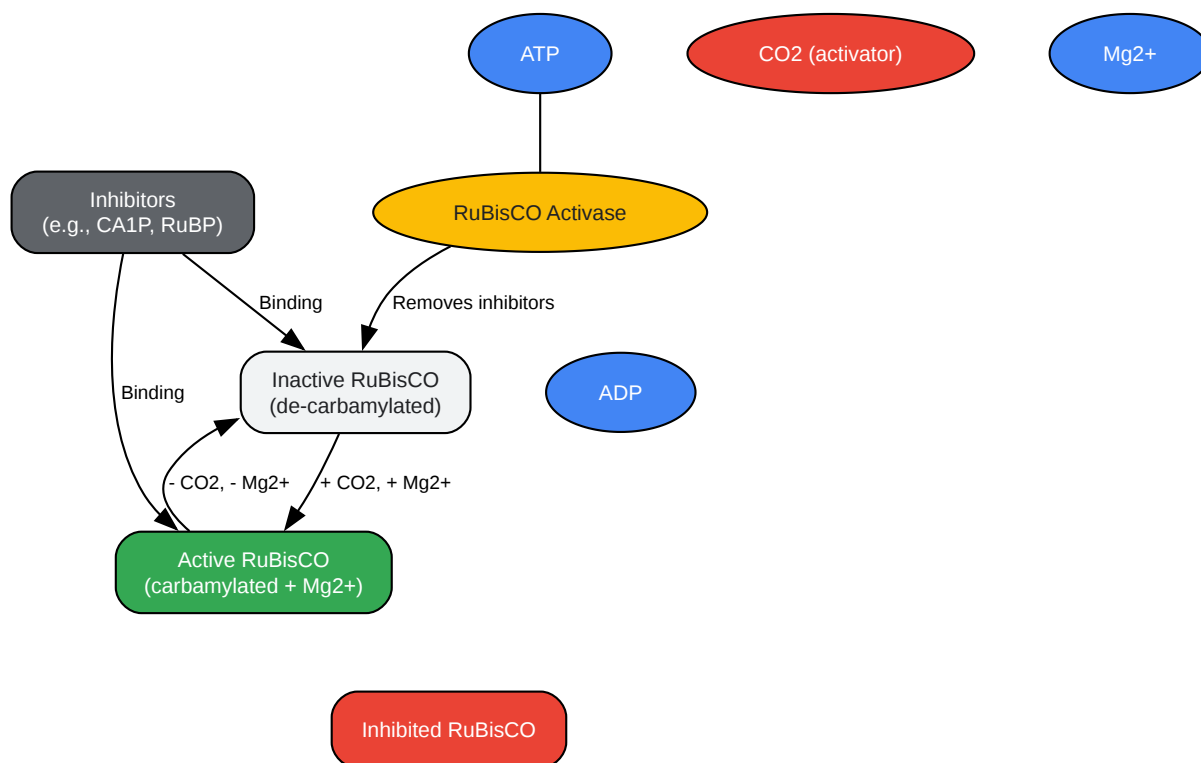 ATP
CO2 (activator)
Mg2+
Inhibitors
(e.g., CA1P, RuBP)
RuBisCO Activase
Binding
Removes inhibitors
Inactive RuBisCO
(de-carbamylated)
ADP
Binding
- CO2, - Mg2+
+ CO2, + Mg2+
Active RuBisCO
(carbamylated + Mg2+)
Inhibited RuBisCO